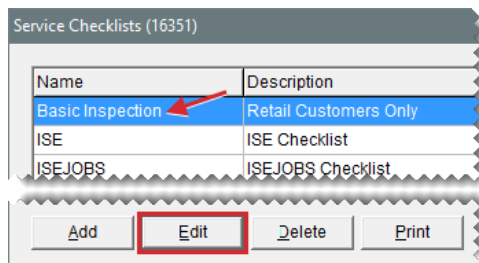 Service Checklists (16351)
Name Description
Basic Inspection Retail Customers Only
ISE ISE Checklist
ISEJOBS ISEJOBS Checklist
Add Edit Delete Print